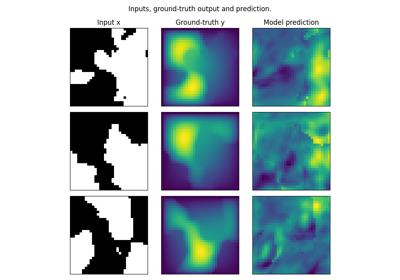 Inputs, ground-truth output and prediction.
Input x
Ground-truth y
Model prediction